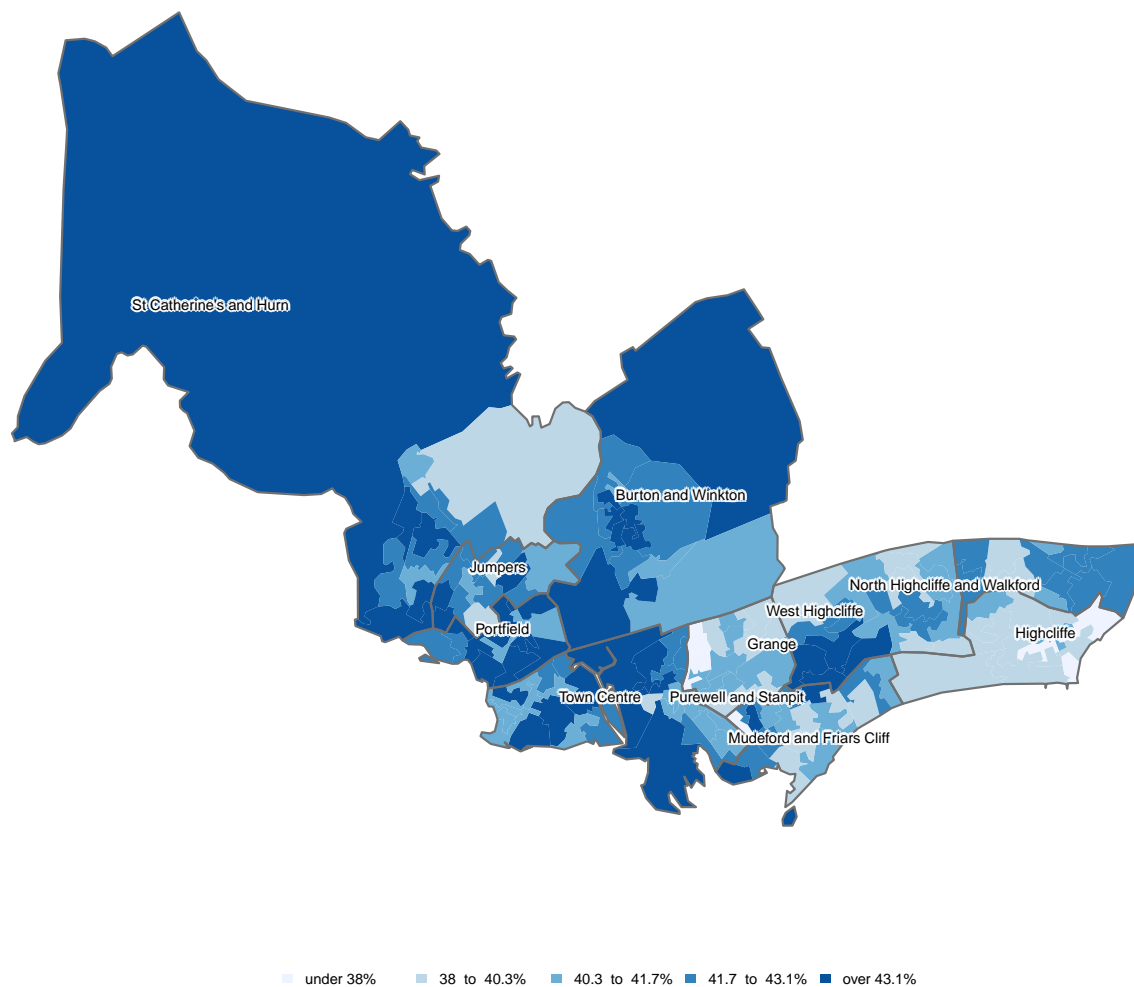 St Catherine's and Hurn
Burton and Winkton
Jumpers
North Highcliffe and Walkford
West Highcliffe
Portfield
Highcliffe
Grange
Town Centre
Purewell and Stanpit
Mudeford and Friars Cliff
under 38%
38 to 40.3%
40.3 to 41.7%
41.7 to 43.1%
over 43.1%